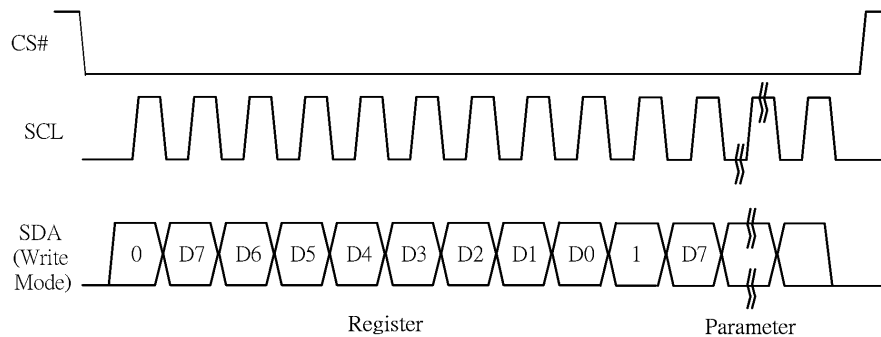 CS#
SCL
SDA
(Write
Mode)
0 D7 D6 D5 D4 D3 D2 D1 D0 1 D7
Register Parameter